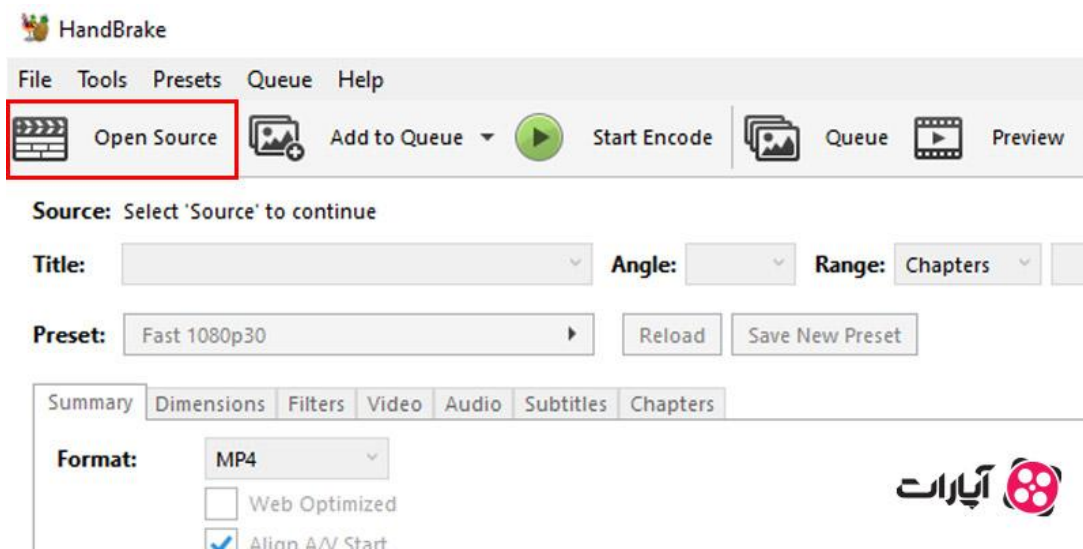 HandBrake
File Tools Presets Queue Help
Open Source Add to Queue Start Encode Queue Preview
Source: Select 'Source' to continue
Title: Angle: Range: Chapters
Preset: Fast 1080p30 Reload Save New Preset
Summary Dimensions Filters Video Audio Subtitles Chapters
Format: MP4
Web Optimized
Align A/V Start
آپارات